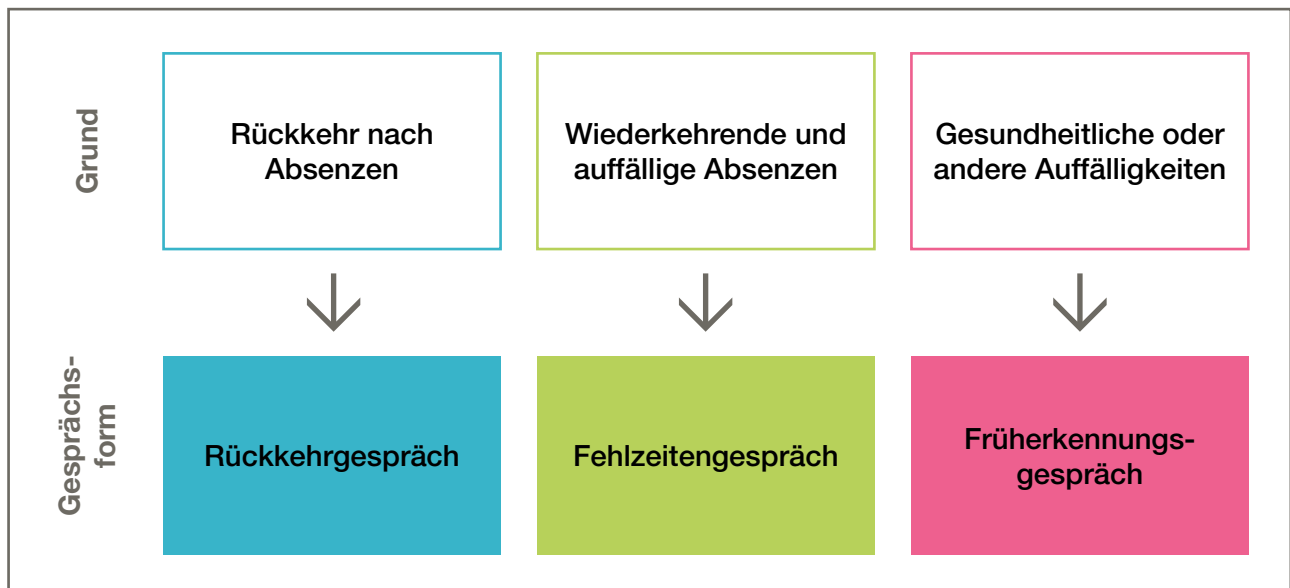 Grund
Rückkehr nach
Absenzen
Wiederkehrende und
auffällige Absenzen
Gesundheitliche oder
andere Auffälligkeiten
Gesprächs-
form
Rückkehrgespräch
Fehlzeitengespräch
Früherkennungs-
gespräch